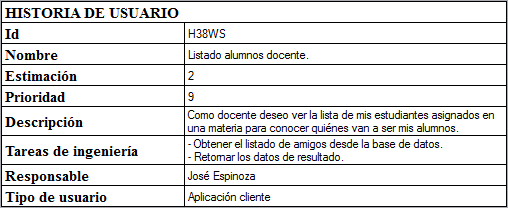 HISTORIA DE USUARIO
Id H38WS
Nombre Listado alumnos docente.
Estimación 2
Prioridad 9
Descripción Como docente deseo ver la lista de mis estudiantes asignados en
una materia para conocer quiénes van a ser mis alumnos.
Tareas de ingeniería - Obtener el listado de amigos desde la base de datos.
- Retornar los datos de resultado.
Responsable José Espinoza
Tipo de usuario Aplicación cliente